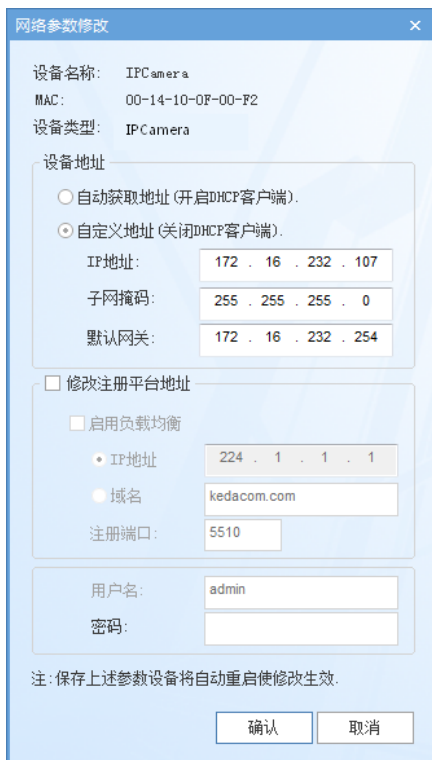 网络参数修改
设备名称: IPCamera
MAC: 00-14-10-0F-00-F2
设备类型: IPCamera
设备地址
自动获取地址(开启DHCP客户端).
自定义地址(关闭DHCP客户端).
IP地址: 172 . 16 . 232 . 107
子网掩码: 255 . 255 . 255 . 0
默认网关: 172 . 16 . 232 . 254
修改注册平台地址
启用负载均衡
IP地址 224 . 1 . 1 . 1
域名 kedacom.com
注册端口: 5510
用户名: admin
密码:
注:保存上述参数设备将自动重启使修改生效.
确认 取消